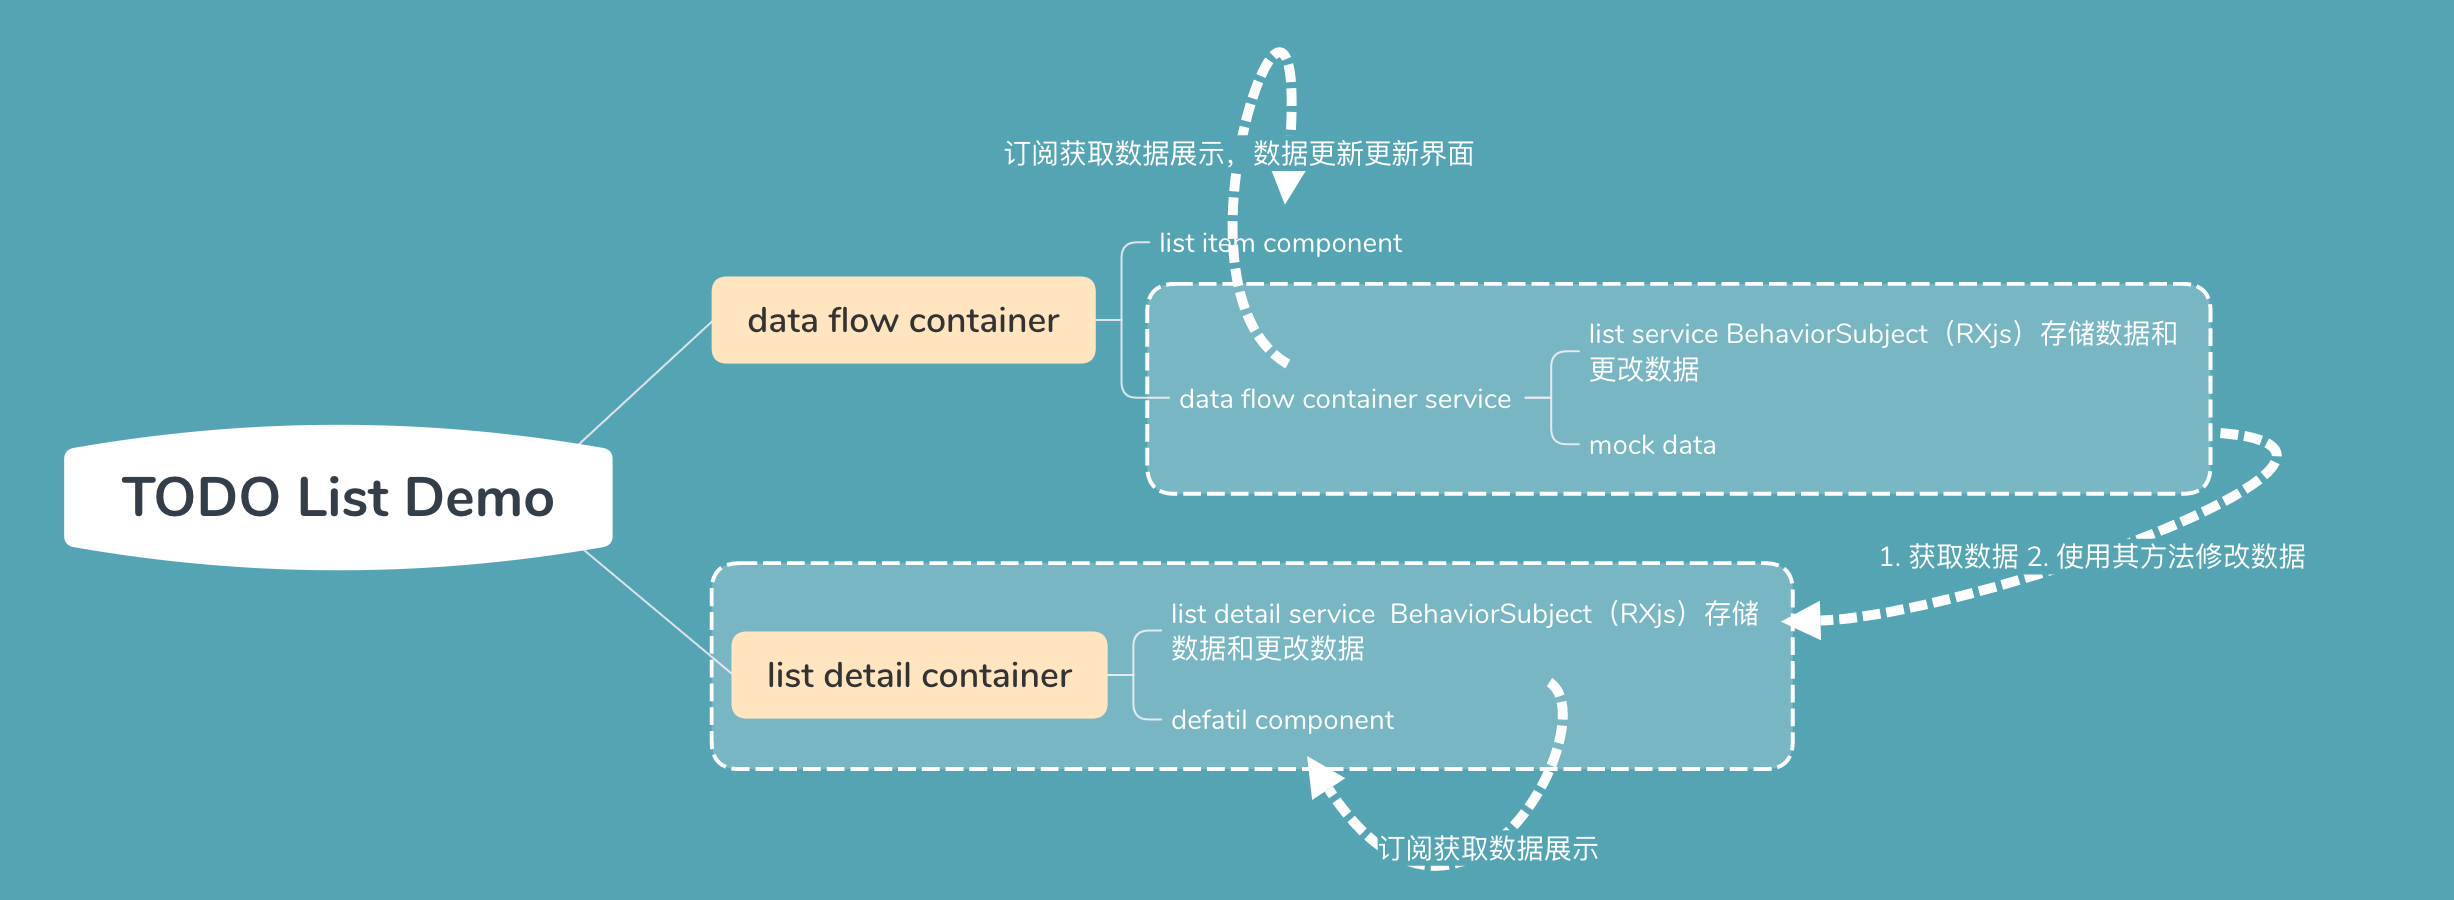 订阅获取数据展示，数据更新更新界面
list item component
data flow container
list service BehaviorSubject（RXjs）存储数据和
更改数据
data flow container service
mock data
TODO List Demo
1. 获取数据 2. 使用其方法修改数据
list detail service  BehaviorSubject（RXjs）存储
数据和更改数据
list detail container
defatil component
订阅获取数据展示